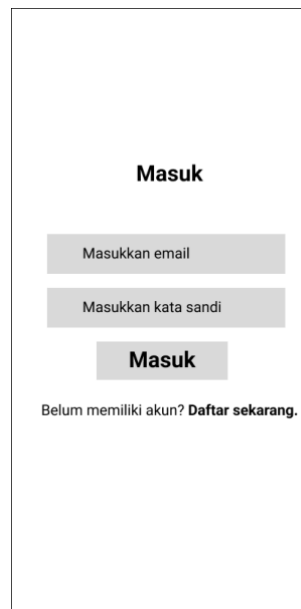 Masuk
Masukkan email
Masukkan kata sandi
Masuk
Belum memiliki akun? Daftar sekarang.